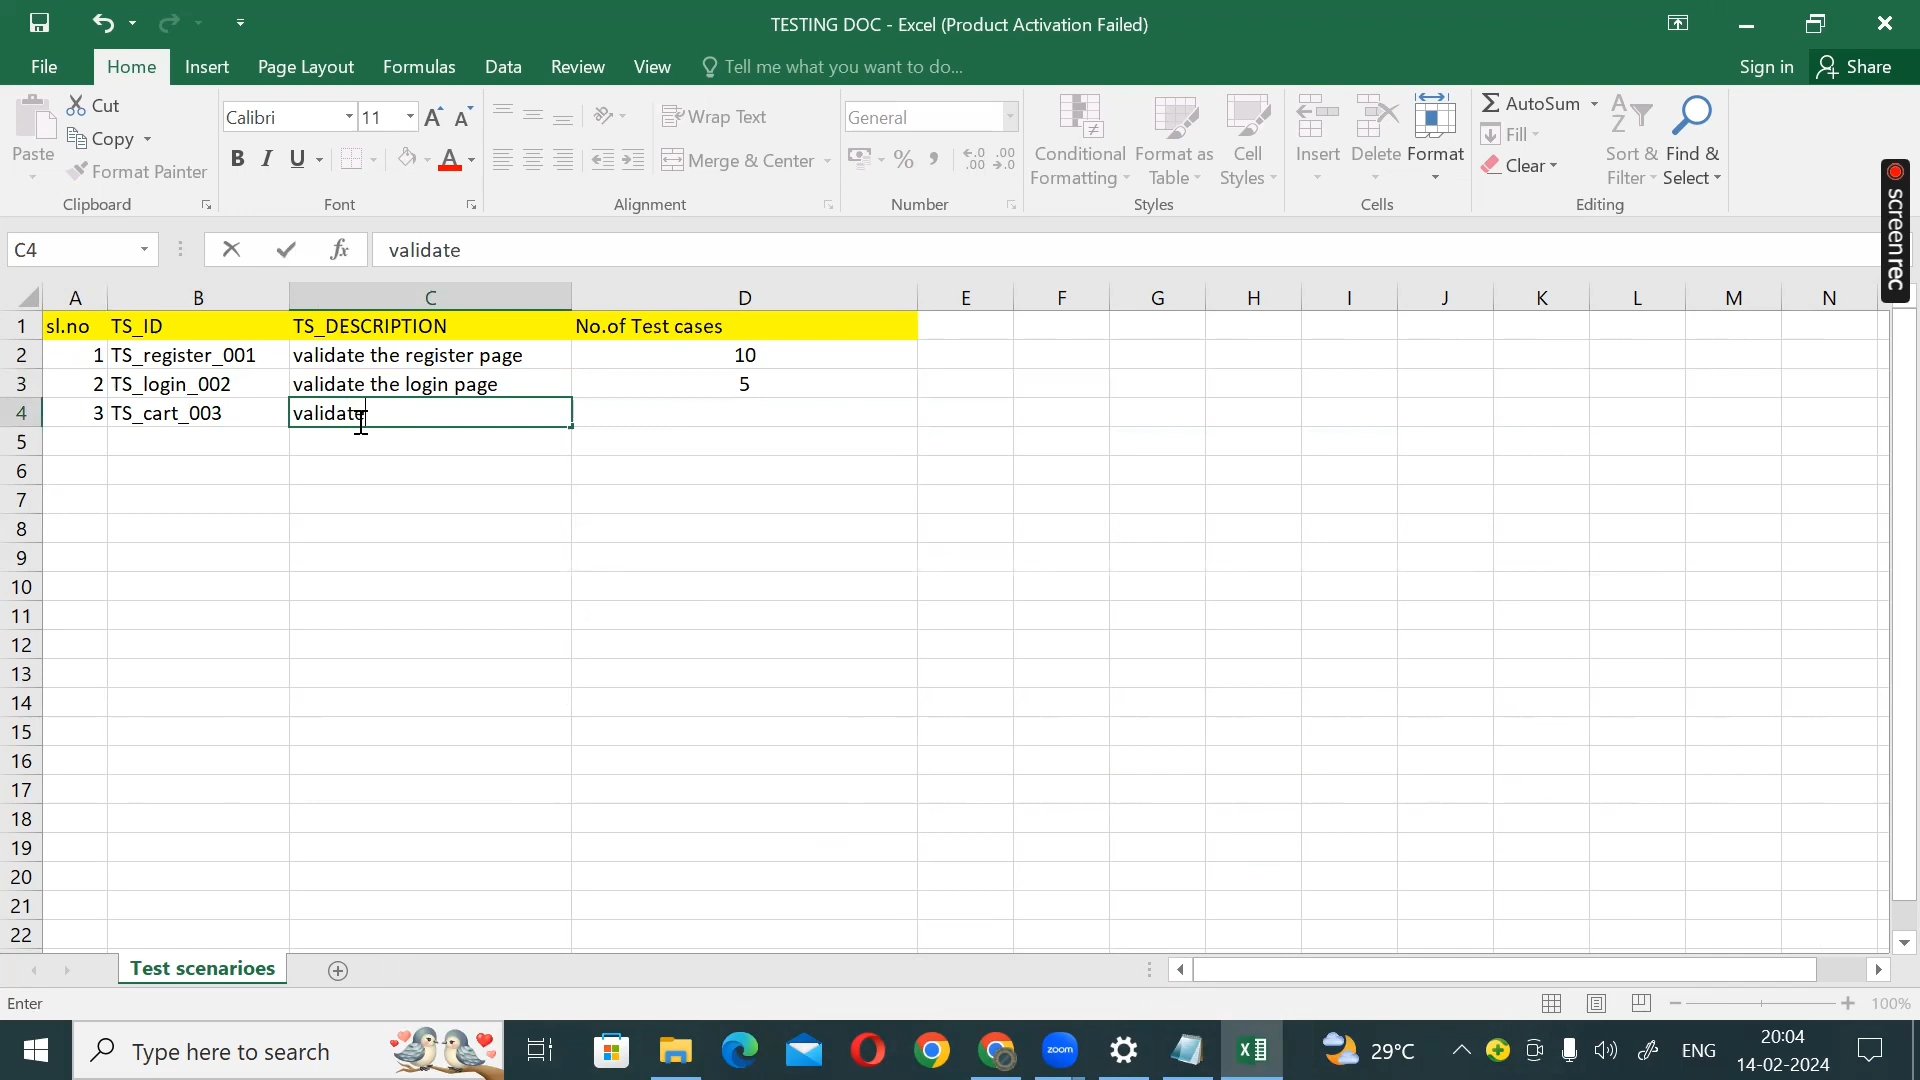 TESTING DOC - Excel (Product Activation Failed)
File Home Insert Page Layout Formulas Data Review View Tell me what you want to do... Sign in Share
Cut
Copy
Format Painter
Paste
Clipboard
Calibri 11
B I U
Font
Wrap Text
Merge & Center
Alignment
General
Number
Conditional Formatting
Format as Table
Cell Styles
Styles
Insert Delete Format
Cells
AutoSum
Fill
Clear
Sort & Filter
Find & Select
Editing
screenrec
C4 fx validate
A B C D E F G H I J K L M N
1 sl.no TS_ID TS_DESCRIPTION No.of Test cases
2 1 TS_register_001 validate the register page 10
3 2 TS_login_002 validate the login page 5
4 3 TS_cart_003 validate
5
6
7
8
9
10
11
12
13
14
15
16
17
18
19
20
21
22
Test scenarioes
Enter 100%
Type here to search zoom 29°C ENG 20:04
14-02-2024